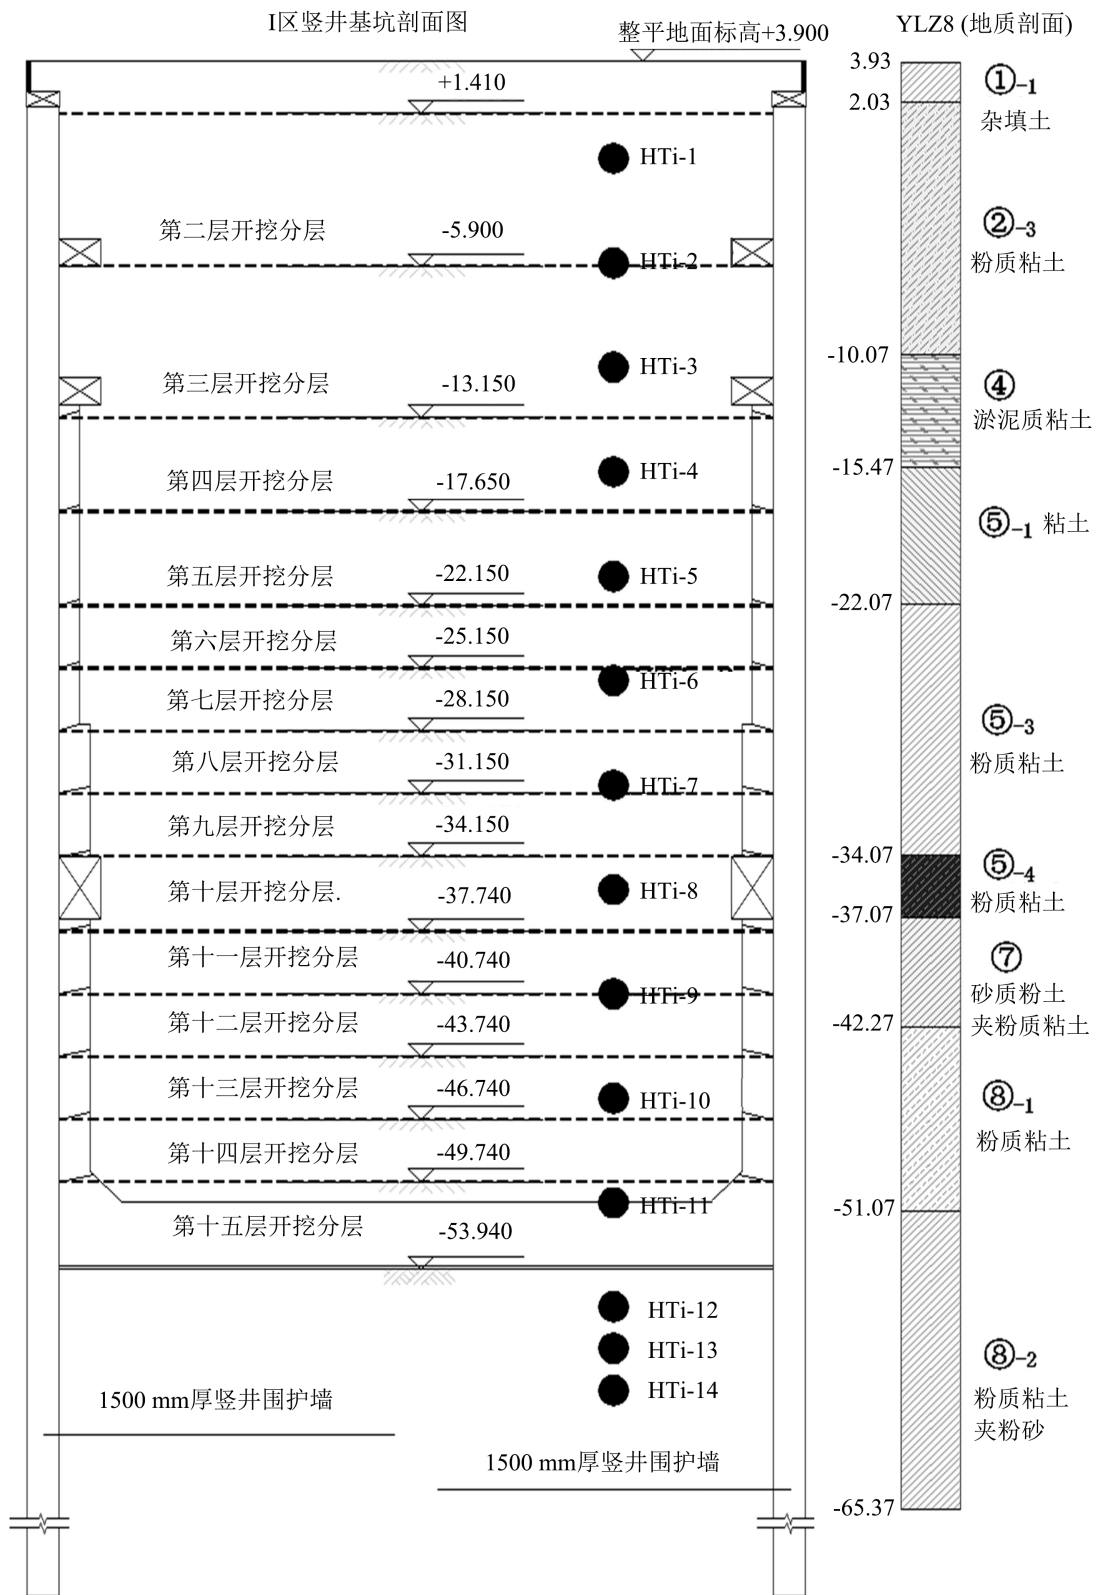 I区竖井基坑剖面图
整平地面标高+3.900
YLZ8 (地质剖面)
3.93
+1.410
①-1
2.03
杂填土
HTi-1
第二层开挖分层
-5.900
②-3
HTi-2
粉质粘土
-10.07
HTi-3
第三层开挖分层
-13.150
④
淤泥质粘土
-15.47
HTi-4
第四层开挖分层
-17.650
⑤-1 粘土
第五层开挖分层
-22.150
HTi-5
-22.07
第六层开挖分层
-25.150
HTi-6
第七层开挖分层
-28.150
⑤-3
粉质粘土
第八层开挖分层
-31.150
HTi-7
第九层开挖分层
-34.150
-34.07
⑤-4
第十层开挖分层.
-37.740
HTi-8
粉质粘土
-37.07
第十一层开挖分层
-40.740
⑦
HTi-9
砂质粉土
第十二层开挖分层
-43.740
-42.27
夹粉质粘土
第十三层开挖分层
-46.740
HTi-10
⑧-1
粉质粘土
第十四层开挖分层
-49.740
HTi-11
-51.07
第十五层开挖分层
-53.940
HTi-12
HTi-13
⑧-2
HTi-14
粉质粘土
1500 mm厚竖井围护墙
夹粉砂
1500 mm厚竖井围护墙
-65.37